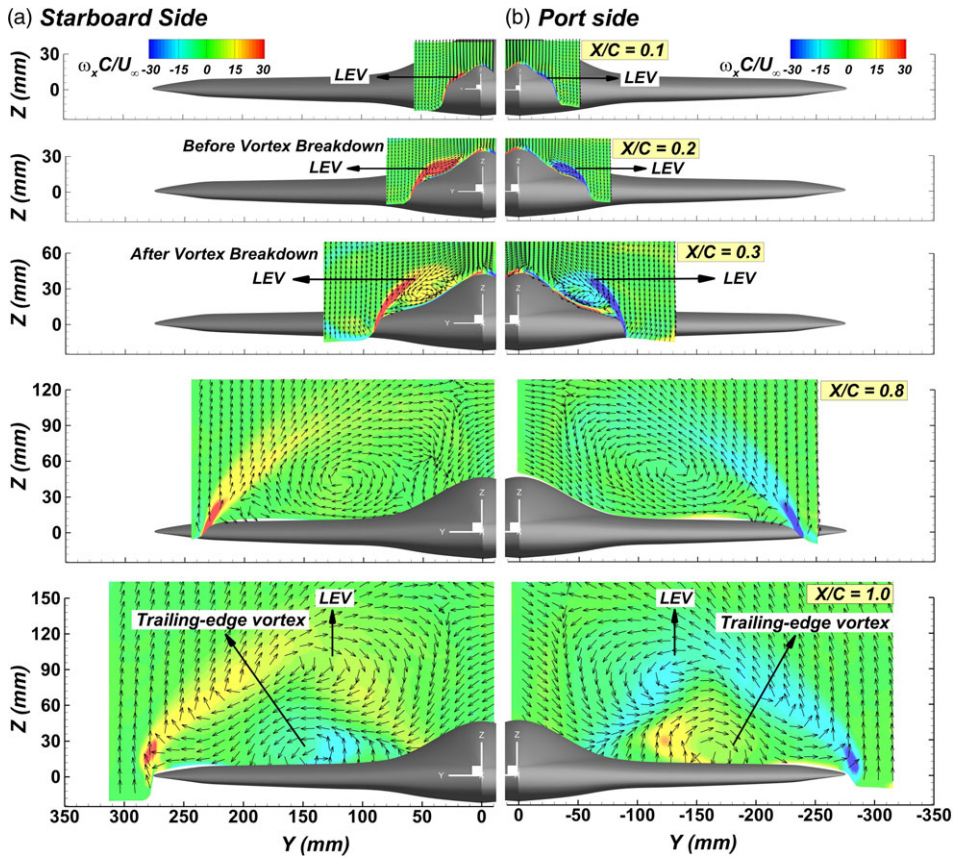 (a) Starboard Side
(b) Port side
ωxC/U∞
-30 -15 0 15 30
X/C = 0.1
ωxC/U∞
-30 -15 0 15 30
Z (mm)
30
0
LEV
LEV
Z
Y
Z
Before Vortex Breakdown
X/C = 0.2
Z (mm)
30
0
LEV
LEV
Z
Y
Z
After Vortex Breakdown
X/C = 0.3
Z (mm)
60
30
0
LEV
LEV
Z
Y
Z
X/C = 0.8
Z (mm)
120
90
60
30
0
Z
Y
Z
X/C = 1.0
Z (mm)
150
120
90
60
30
0
LEV
Trailing-edge vortex
LEV
Trailing-edge vortex
Z
Y
Z
350 300 250 200 150 100 50 0
0 -50 -100 -150 -200 -250 -300 -350
Y (mm)
Y (mm)